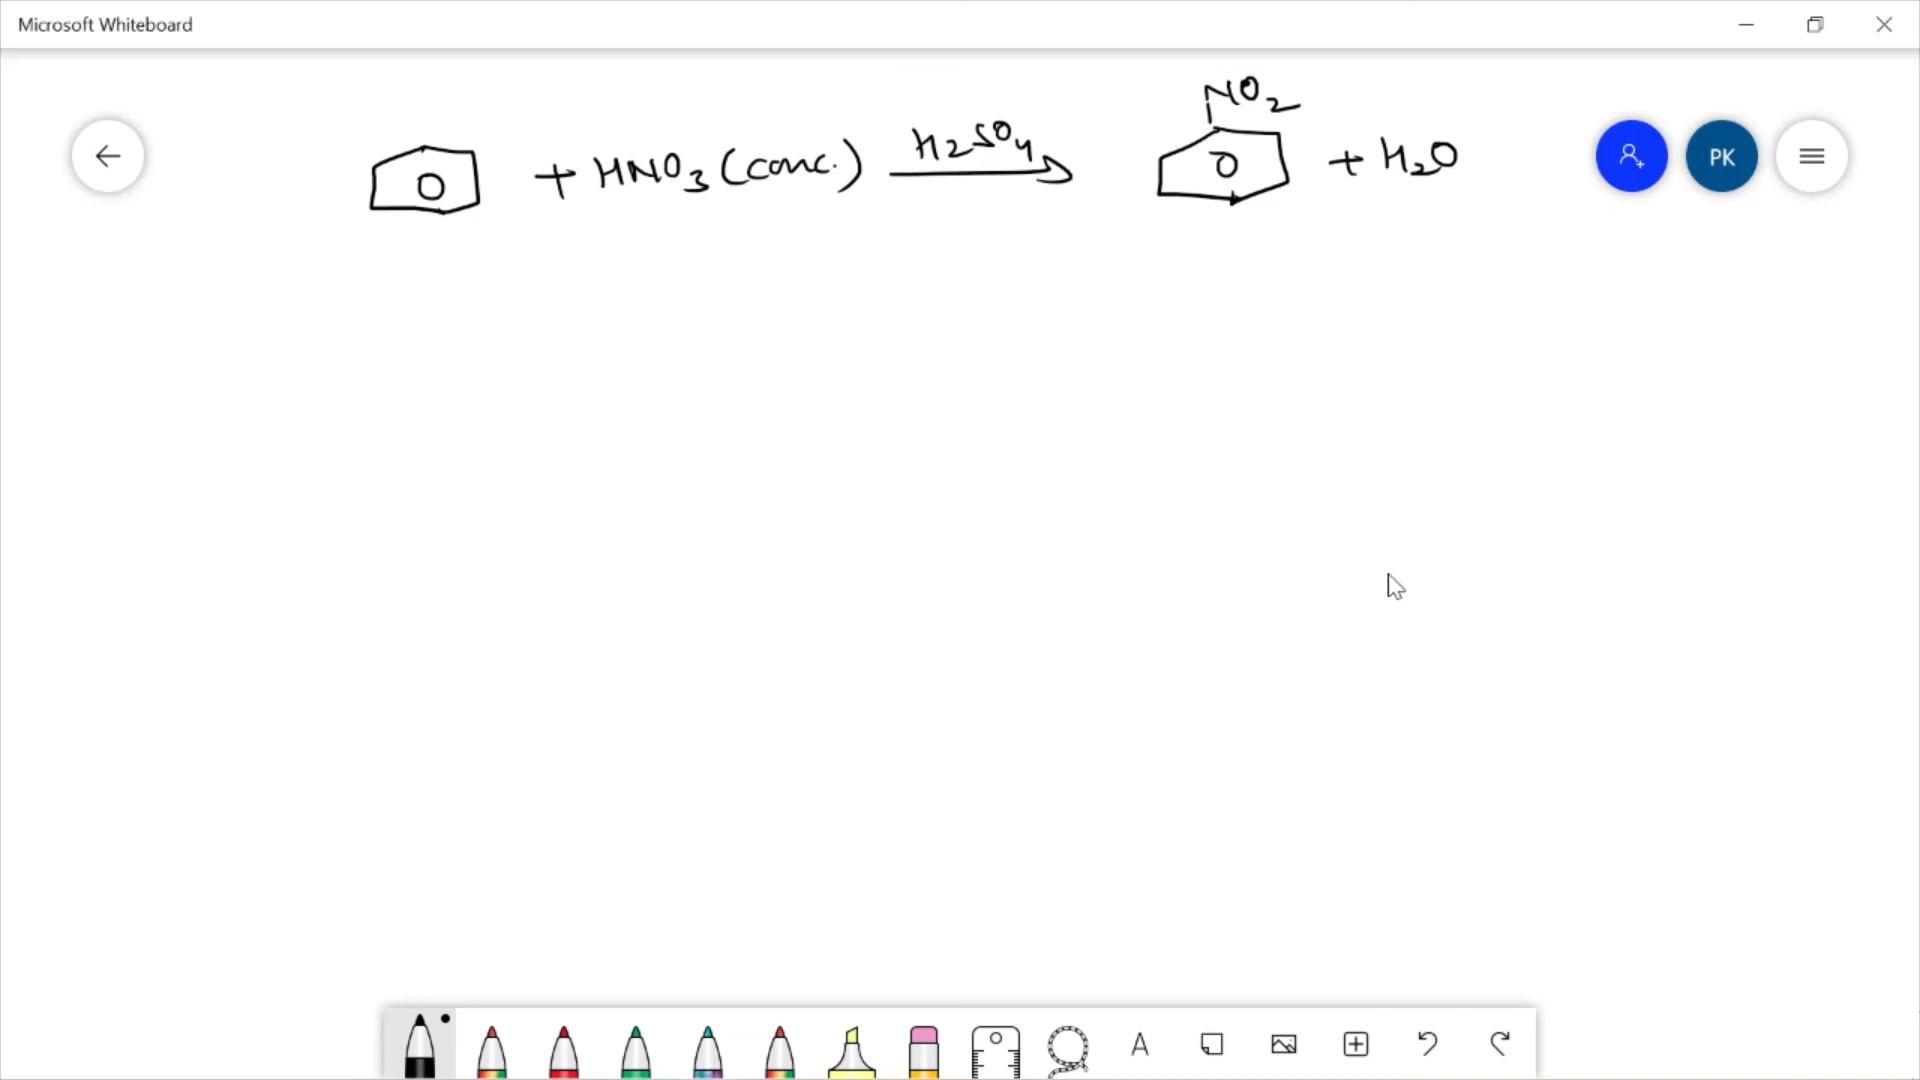 Microsoft Whiteboard
NO2
+ HNO3 (conc.) H2SO4 + H2O
PK
A